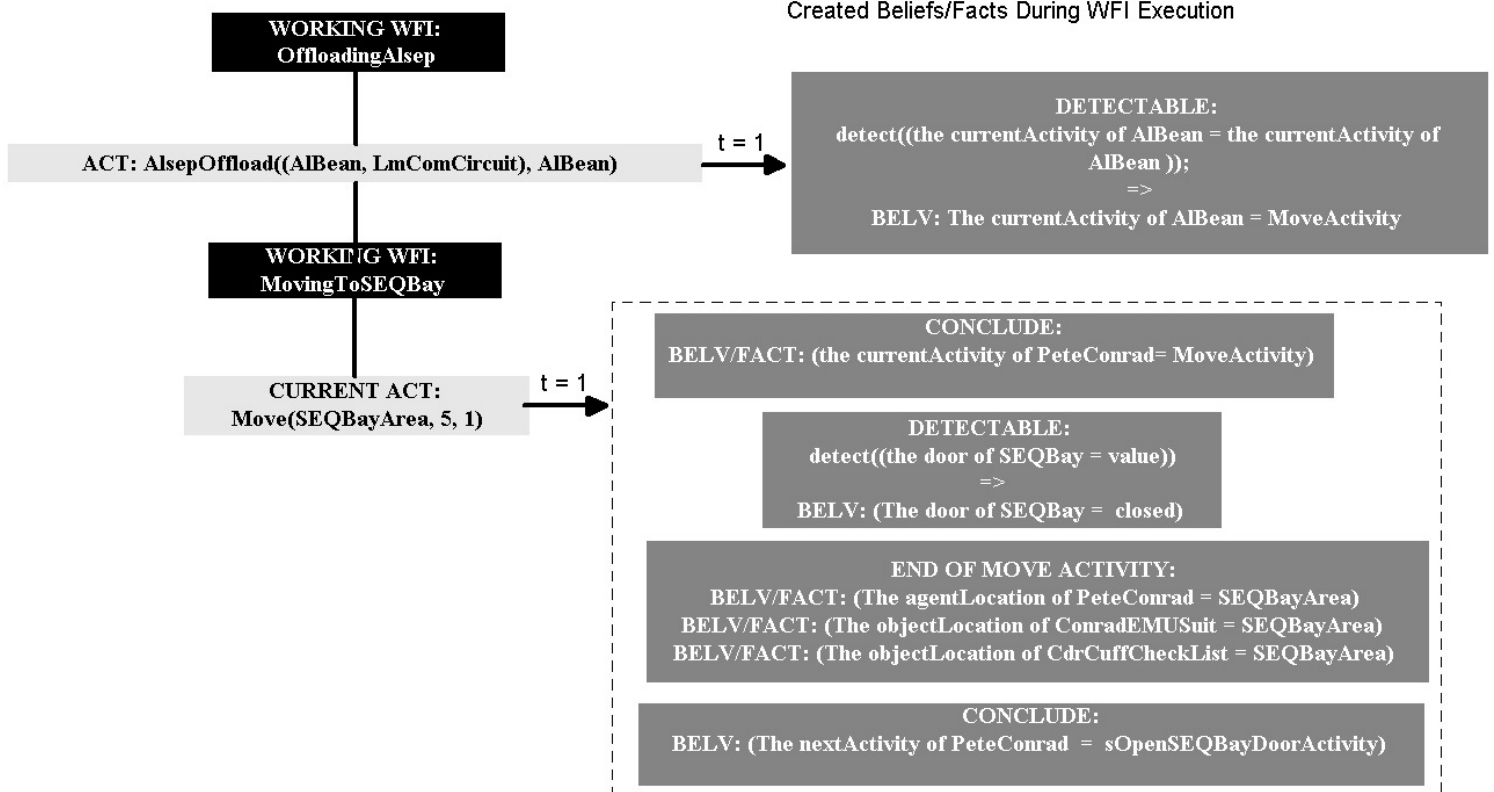 Created Beliefs/Facts During WFI Execution
WORKING WFI:
OffloadingAlsep
ACT: AlsepOffload((AlBean, LmComCircuit), AlBean)
t = 1
DETECTABLE:
detect((the currentActivity of AlBean = the currentActivity of
AlBean ));
=>
BELV: The currentActivity of AlBean = MoveActivity
WORKING WFI:
MovingToSEQBay
CURRENT ACT:
Move(SEQBayArea, 5, 1)
t = 1
CONCLUDE:
BELV/FACT: (the currentActivity of PeteConrad= MoveActivity)
DETECTABLE:
detect((the door of SEQBay = value))
=>
BELV: (The door of SEQBay = closed)
END OF MOVE ACTIVITY:
BELV/FACT: (The agentLocation of PeteConrad = SEQBayArea)
BELV/FACT: (The objectLocation of ConradEMUSuit = SEQBayArea)
BELV/FACT: (The objectLocation of CdrCuffCheckList = SEQBayArea)
CONCLUDE:
BELV: (The nextActivity of PeteConrad = sOpenSEQBayDoorActivity)